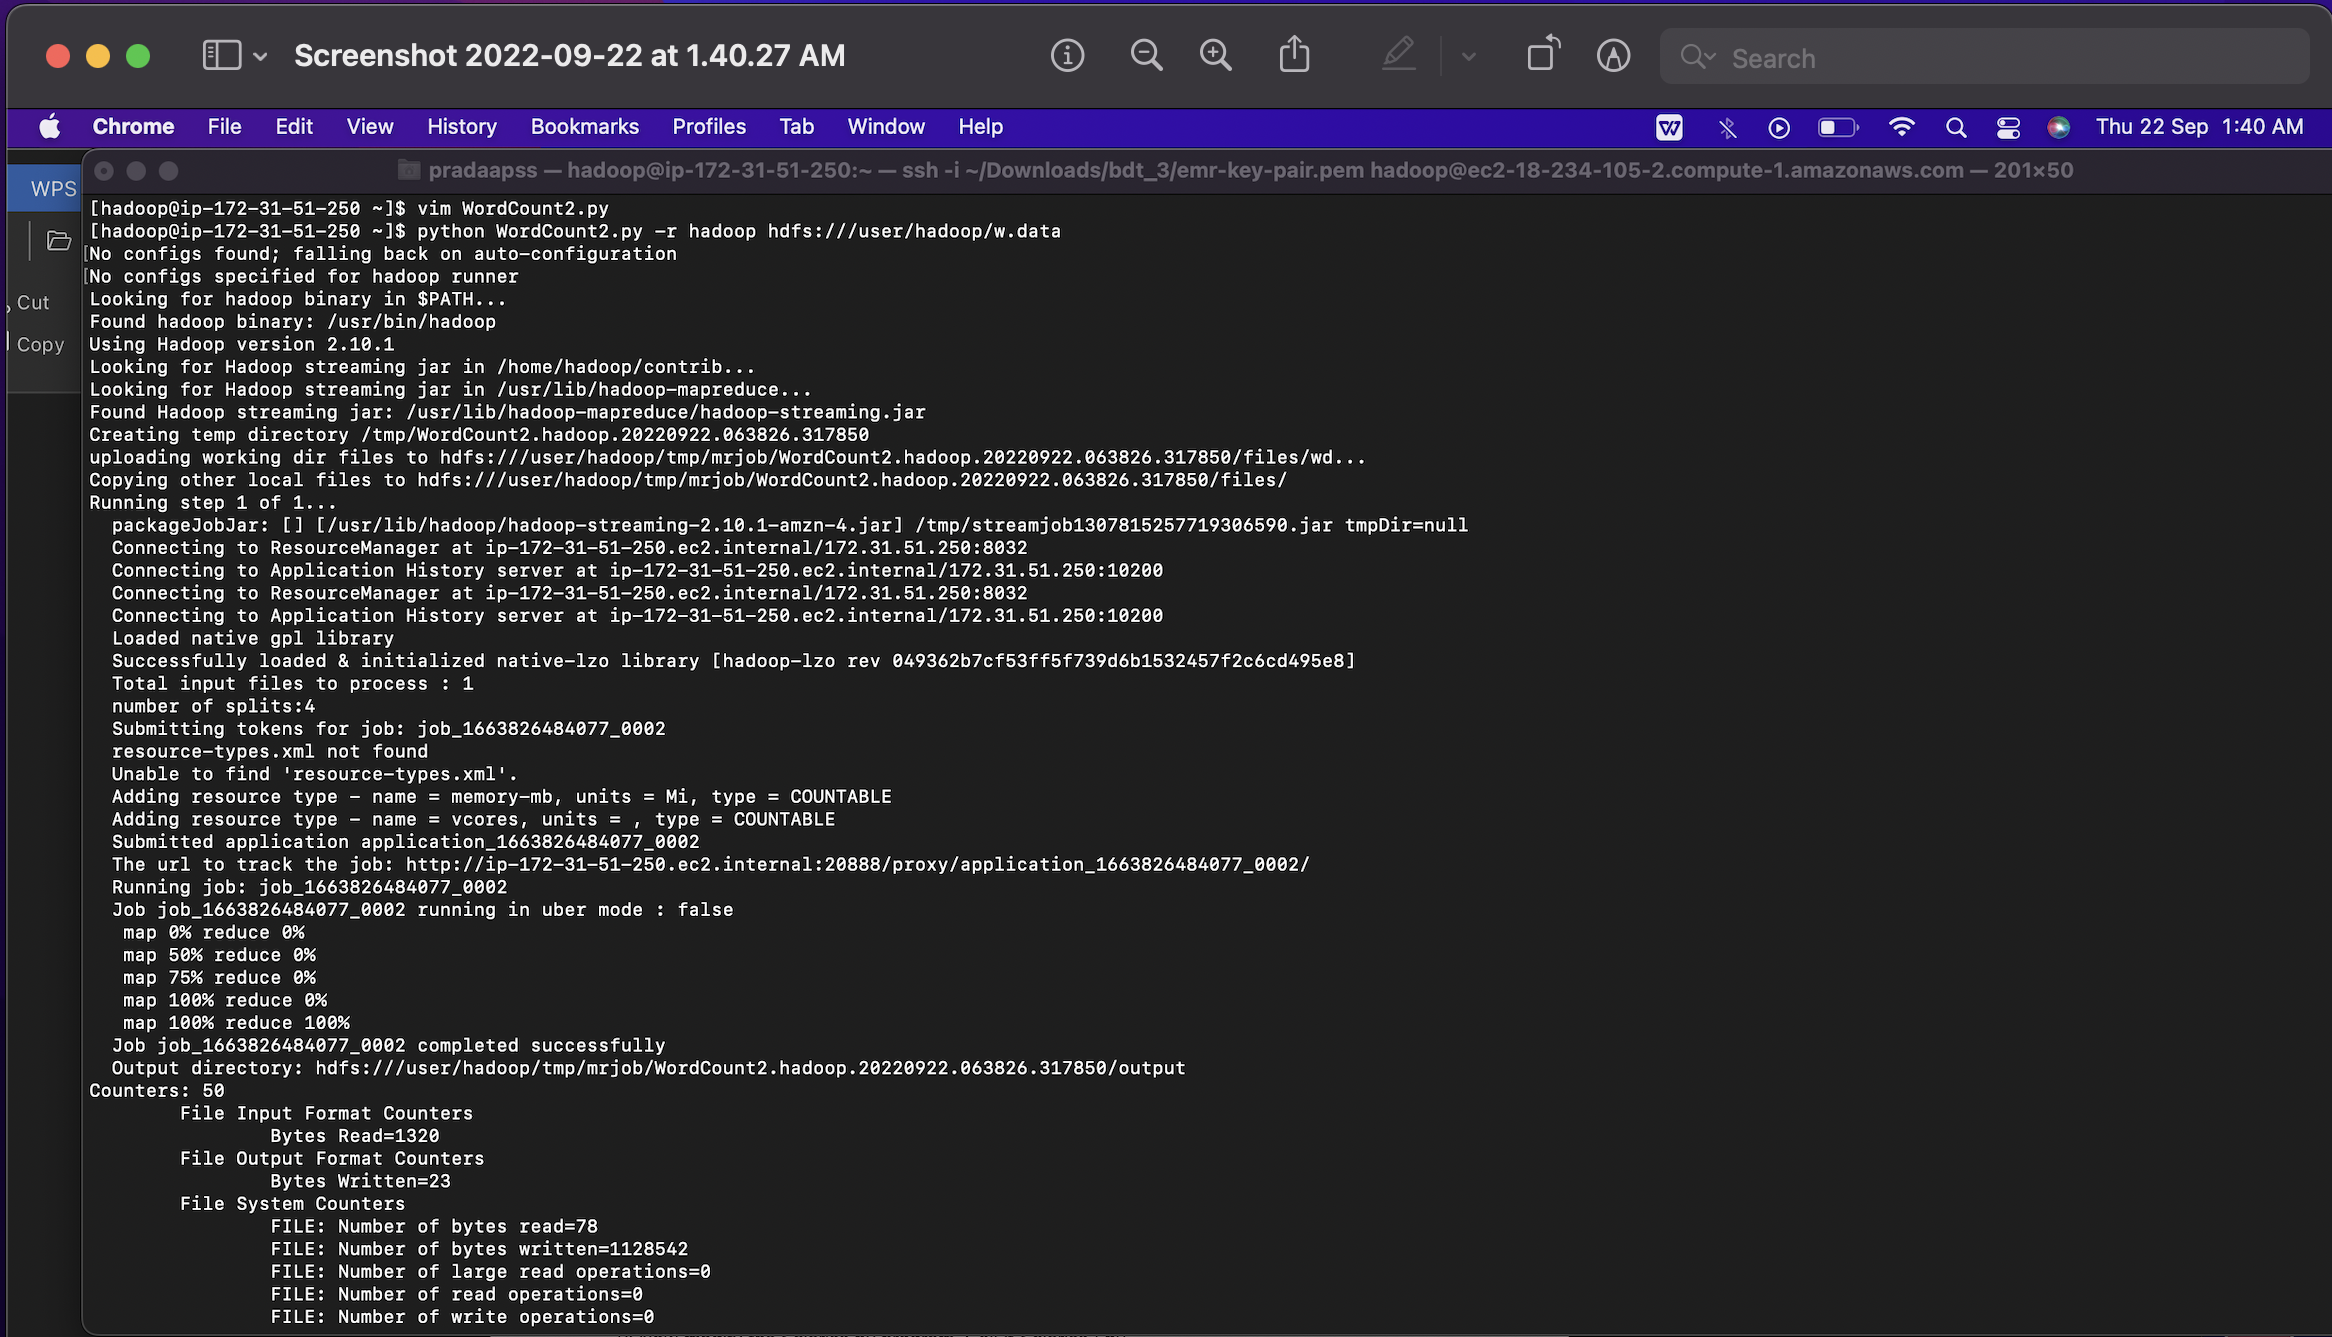 Screenshot 2022-09-22 at 1.40.27 AM
Search
Chrome File Edit View History Bookmarks Profiles Tab Window Help Thu 22 Sep 1:40 AM
WPS
Cut
Copy
pradaapss — hadoop@ip-172-31-51-250:~ — ssh -i ~/Downloads/bdt_3/emr-key-pair.pem hadoop@ec2-18-234-105-2.compute-1.amazonaws.com — 201×50
[hadoop@ip-172-31-51-250 ~]$ vim WordCount2.py
[hadoop@ip-172-31-51-250 ~]$ python WordCount2.py -r hadoop hdfs:///user/hadoop/w.data
[No configs found; falling back on auto-configuration
[No configs specified for hadoop runner
Looking for hadoop binary in $PATH...
Found hadoop binary: /usr/bin/hadoop
Using Hadoop version 2.10.1
Looking for Hadoop streaming jar in /home/hadoop/contrib...
Looking for Hadoop streaming jar in /usr/lib/hadoop-mapreduce...
Found Hadoop streaming jar: /usr/lib/hadoop-mapreduce/hadoop-streaming.jar
Creating temp directory /tmp/WordCount2.hadoop.20220922.063826.317850
uploading working dir files to hdfs:///user/hadoop/tmp/mrjob/WordCount2.hadoop.20220922.063826.317850/files/wd...
Copying other local files to hdfs:///user/hadoop/tmp/mrjob/WordCount2.hadoop.20220922.063826.317850/files/
Running step 1 of 1...
packageJobJar: [] [/usr/lib/hadoop/hadoop-streaming-2.10.1-amzn-4.jar] /tmp/streamjob1307815257719306590.jar tmpDir=null
Connecting to ResourceManager at ip-172-31-51-250.ec2.internal/172.31.51.250:8032
Connecting to Application History server at ip-172-31-51-250.ec2.internal/172.31.51.250:10200
Connecting to ResourceManager at ip-172-31-51-250.ec2.internal/172.31.51.250:8032
Connecting to Application History server at ip-172-31-51-250.ec2.internal/172.31.51.250:10200
Loaded native gpl library
Successfully loaded & initialized native-lzo library [hadoop-lzo rev 049362b7cf53ff5f739d6b1532457f2c6cd495e8]
Total input files to process : 1
number of splits:4
Submitting tokens for job: job_1663826484077_0002
resource-types.xml not found
Unable to find 'resource-types.xml'.
Adding resource type - name = memory-mb, units = Mi, type = COUNTABLE
Adding resource type - name = vcores, units = , type = COUNTABLE
Submitted application application_1663826484077_0002
The url to track the job: http://ip-172-31-51-250.ec2.internal:20888/proxy/application_1663826484077_0002/
Running job: job_1663826484077_0002
Job job_1663826484077_0002 running in uber mode : false
map 0% reduce 0%
map 50% reduce 0%
map 75% reduce 0%
map 100% reduce 0%
map 100% reduce 100%
Job job_1663826484077_0002 completed successfully
Output directory: hdfs:///user/hadoop/tmp/mrjob/WordCount2.hadoop.20220922.063826.317850/output
Counters: 50
File Input Format Counters
Bytes Read=1320
File Output Format Counters
Bytes Written=23
File System Counters
FILE: Number of bytes read=78
FILE: Number of bytes written=1128542
FILE: Number of large read operations=0
FILE: Number of read operations=0
FILE: Number of write operations=0